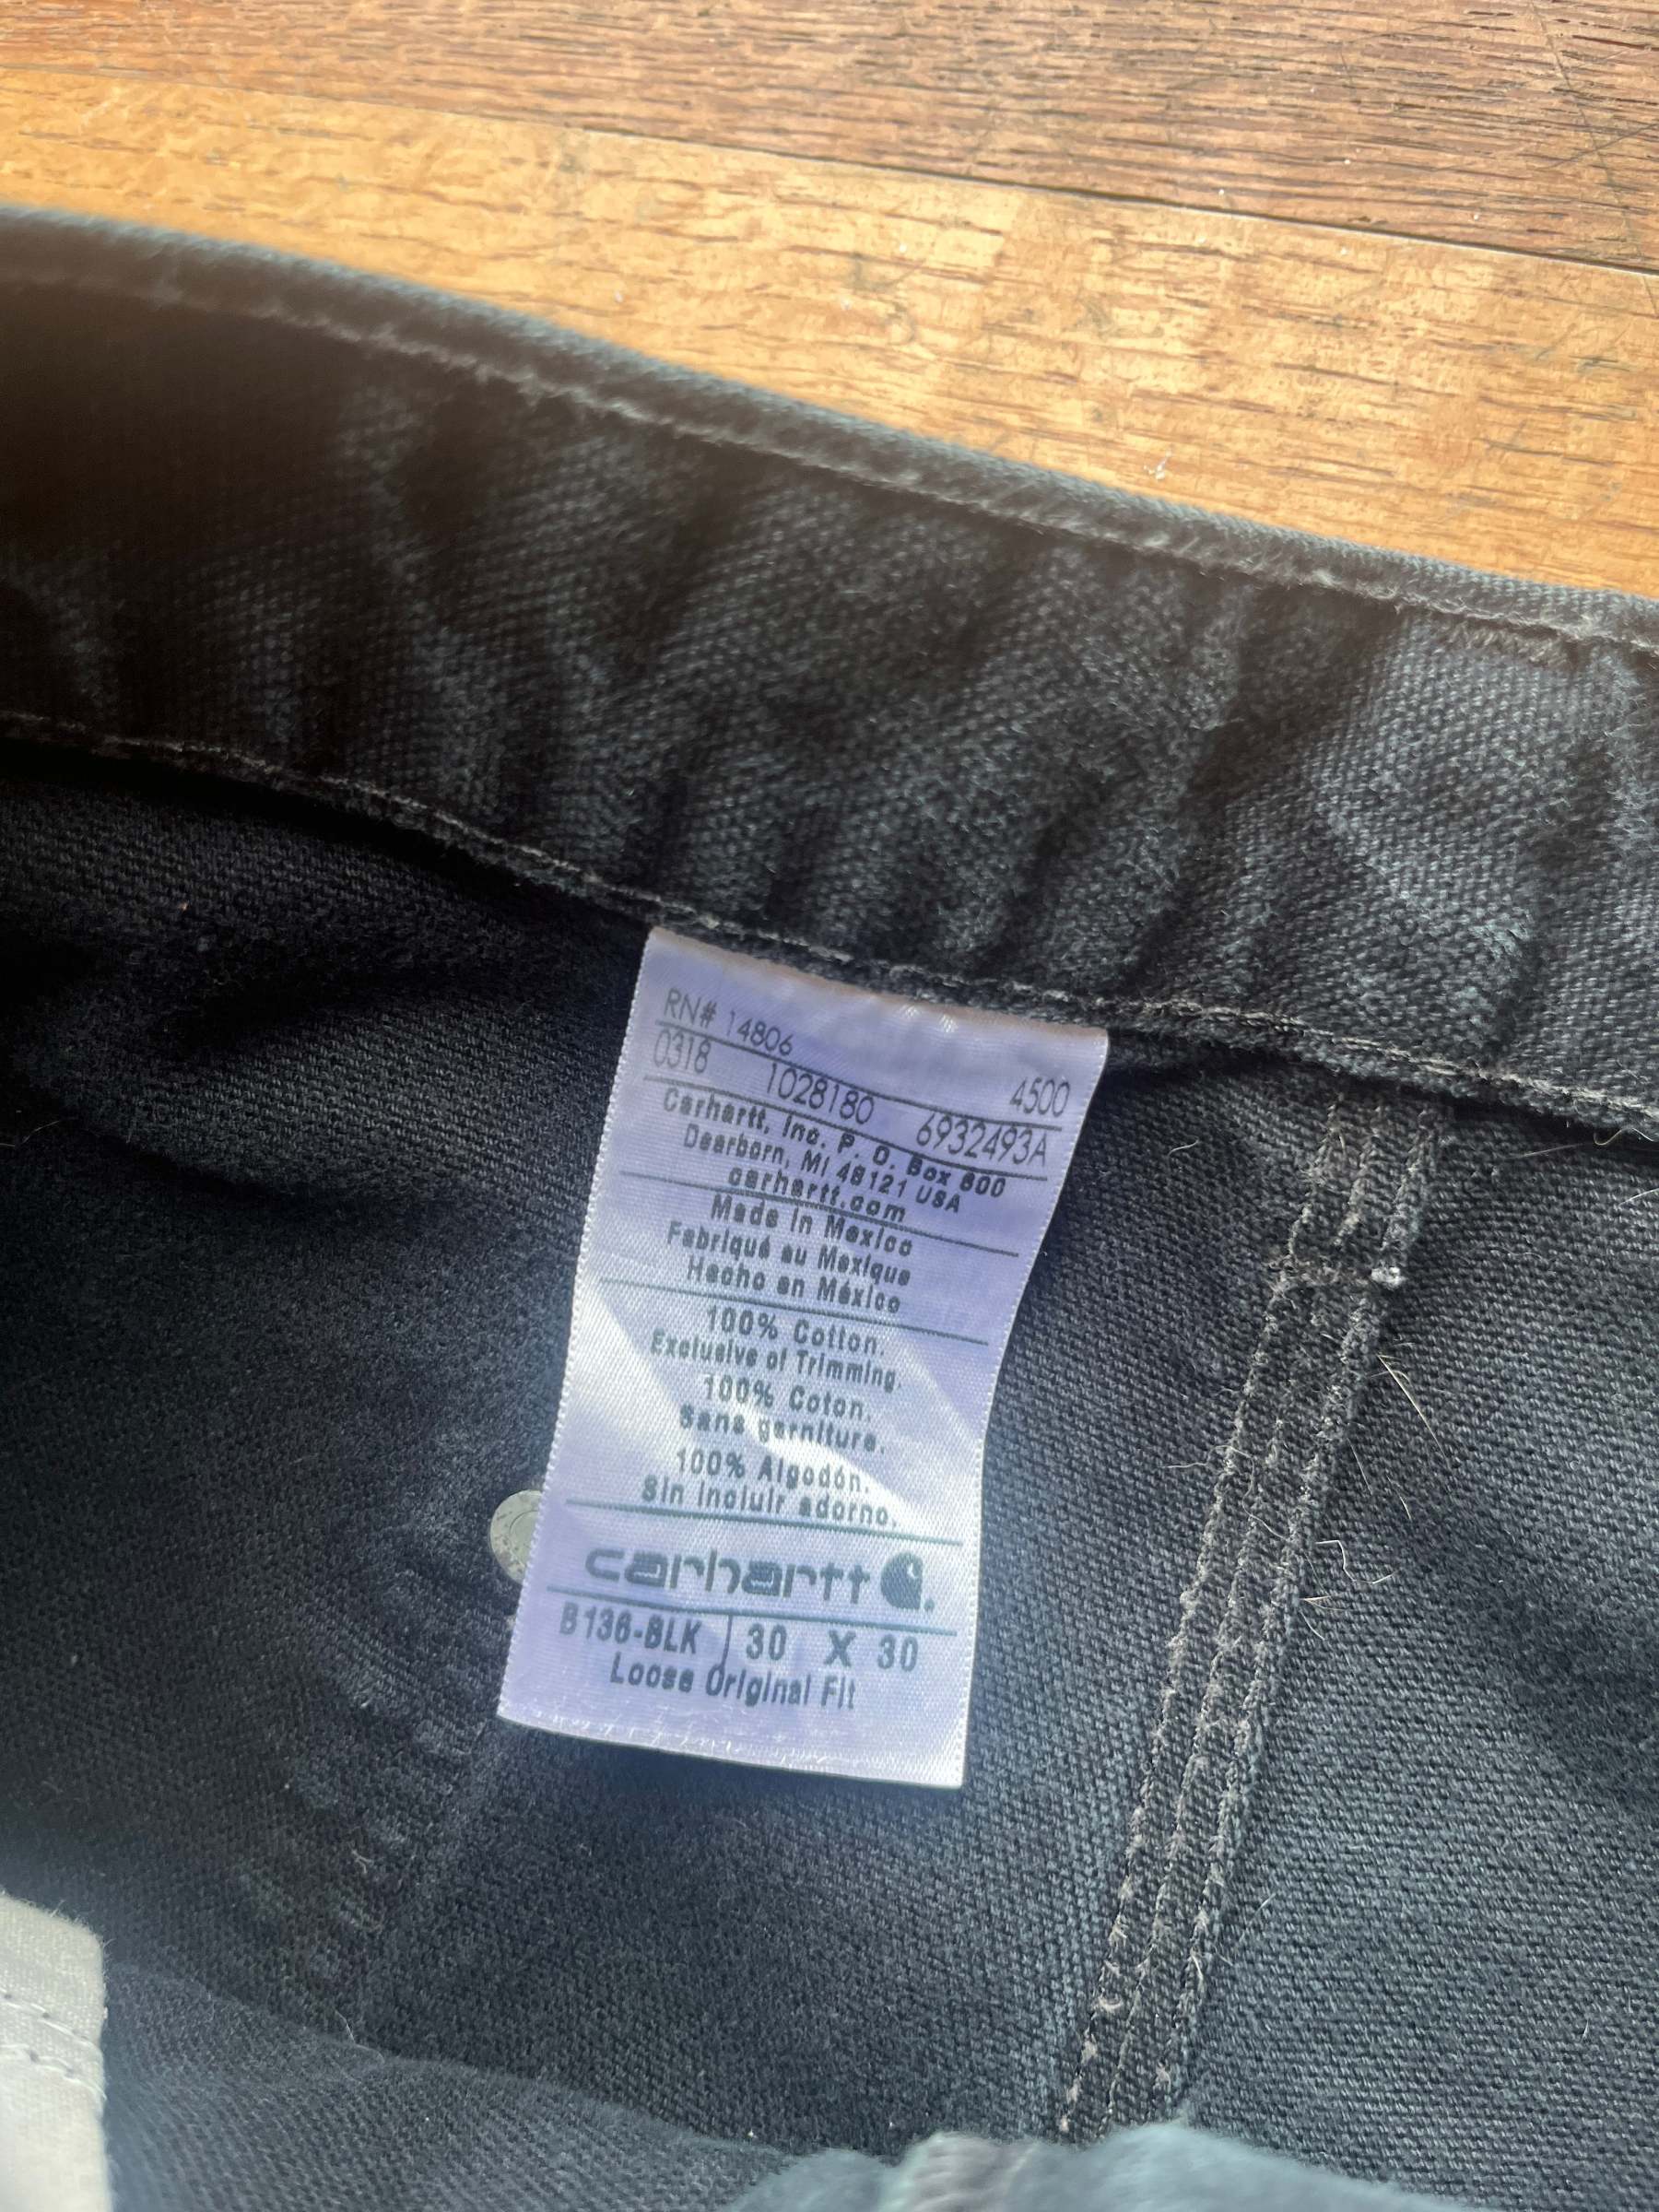 RN# 14806 4500
0318 1028180 6932493A
Carhartt, Inc. P. O. Box 600
Dearborn, MI 48121 USA
carhartt.com
Made in Mexico
Fabriqué au Mexique
Hecho en México
100% Cotton.
Exclusive of Trimming.
100% Coton.
Sans garniture.
100% Algodón.
Sin incluir adorno.
carhartt
B136-BLK 30 X 30
Loose Original Fit